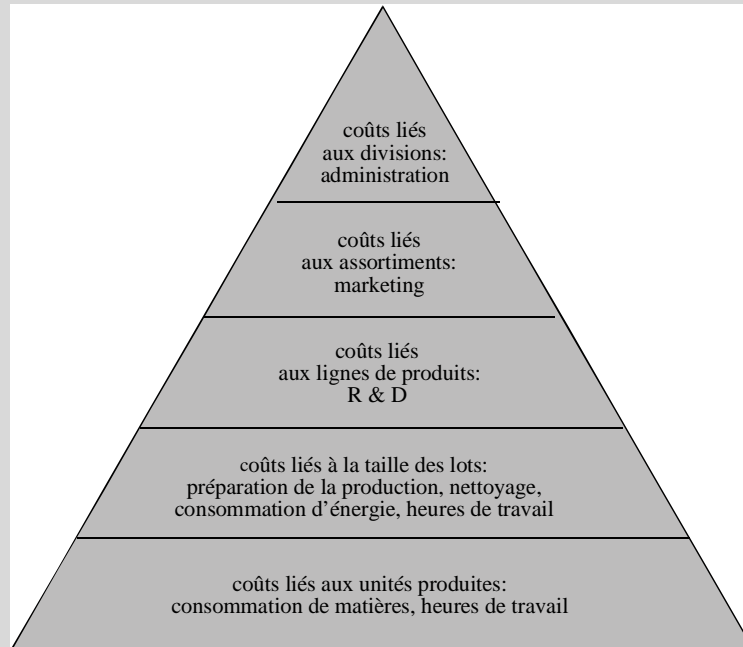 coûts liés
aux divisions:
administration
coûts liés
aux assortiments:
marketing
coûts liés
aux lignes de produits:
R & D
coûts liés à la taille des lots:
préparation de la production, nettoyage,
consommation d’énergie, heures de travail
coûts liés aux unités produites:
consommation de matières, heures de travail